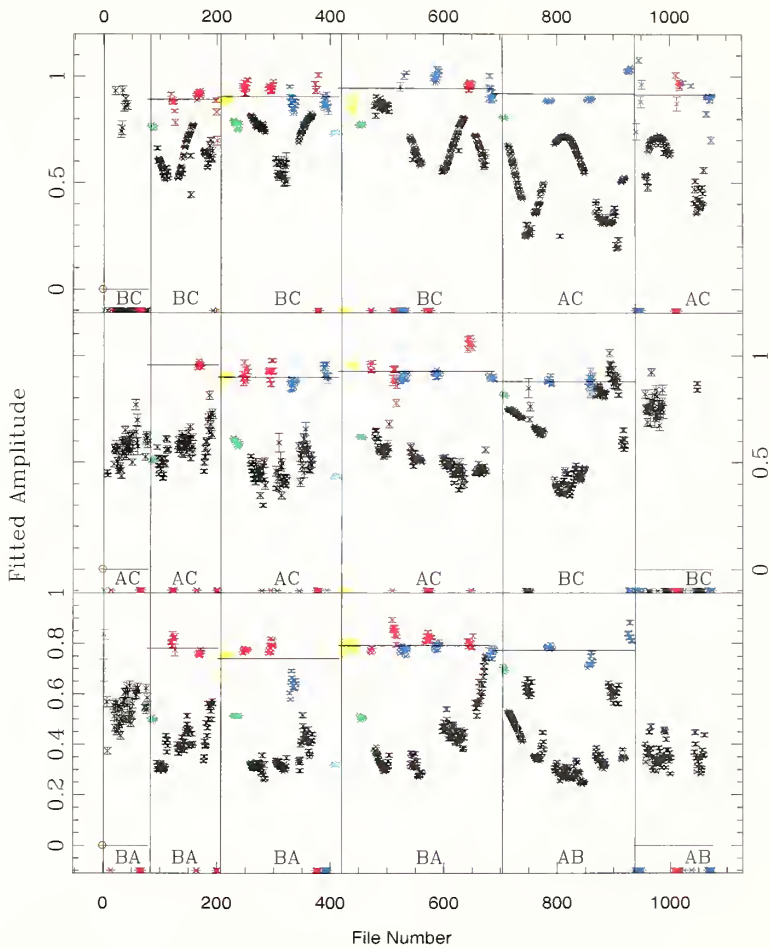 0 200 400 600 800 1000
1
0.5
0
BC BC BC BC AC AC
1
0.5
0
Fitted Amplitude
AC AC AC AC BC BC
1
0.8
0.6
0.4
0.2
0
BA BA BA BA AB AB
0 200 400 600 800 1000
File Number